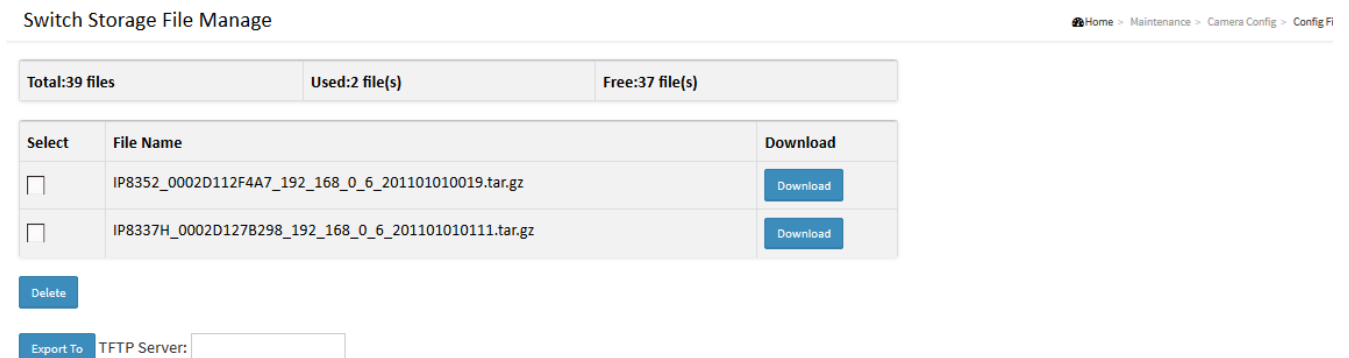 Switch Storage File Manage
Home > Maintenance > Camera Config > Config Fi
Total:39 files Used:2 file(s) Free:37 file(s)
Select File Name Download
IP8352_0002D112F4A7_192_168_0_6_201101010019.tar.gz Download
IP8337H_0002D127B298_192_168_0_6_201101010111.tar.gz Download
Delete
Export To TFTP Server: